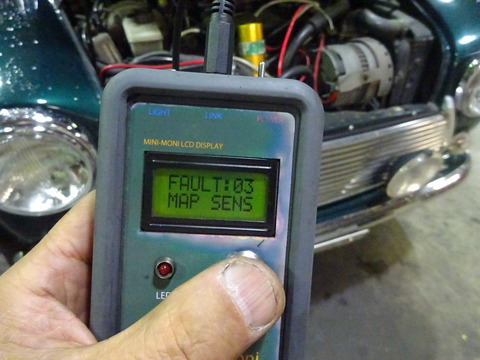 LIGHT LINK
MINI-MONI LCD DISPLAY
FAULT:03
MAP SENS